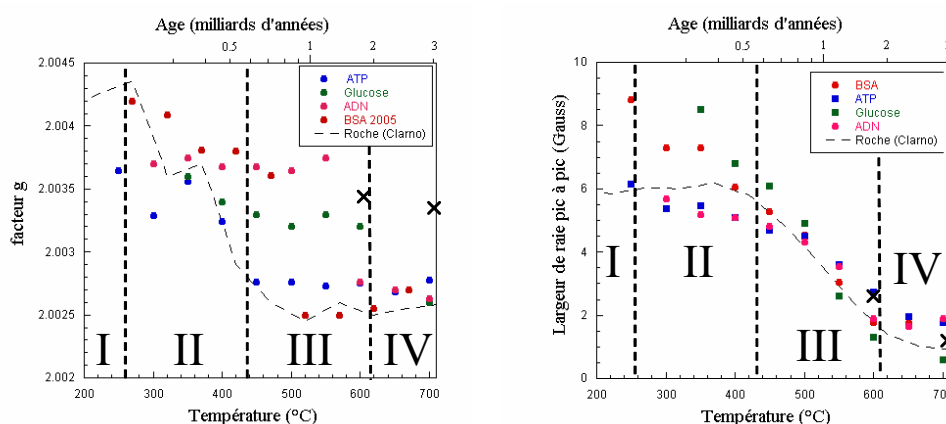 Age (milliards d'années)
0.5 1 2 3
2.0045
2.004
2.0035
2.003
2.0025
2.002
facteur g
ATP
Glucose
ADN
BSA 2005
Roche (Clarno)
I II III IV
200 300 400 500 600 700
Température (°C)
Age (milliards d'années)
0.5 1 2 3
10
8
6
4
2
0
Largeur de raie pic à pic (Gauss)
BSA
ATP
Glucose
ADN
Roche (Clarno)
I II III IV
200 300 400 500 600 700
Température (°C)